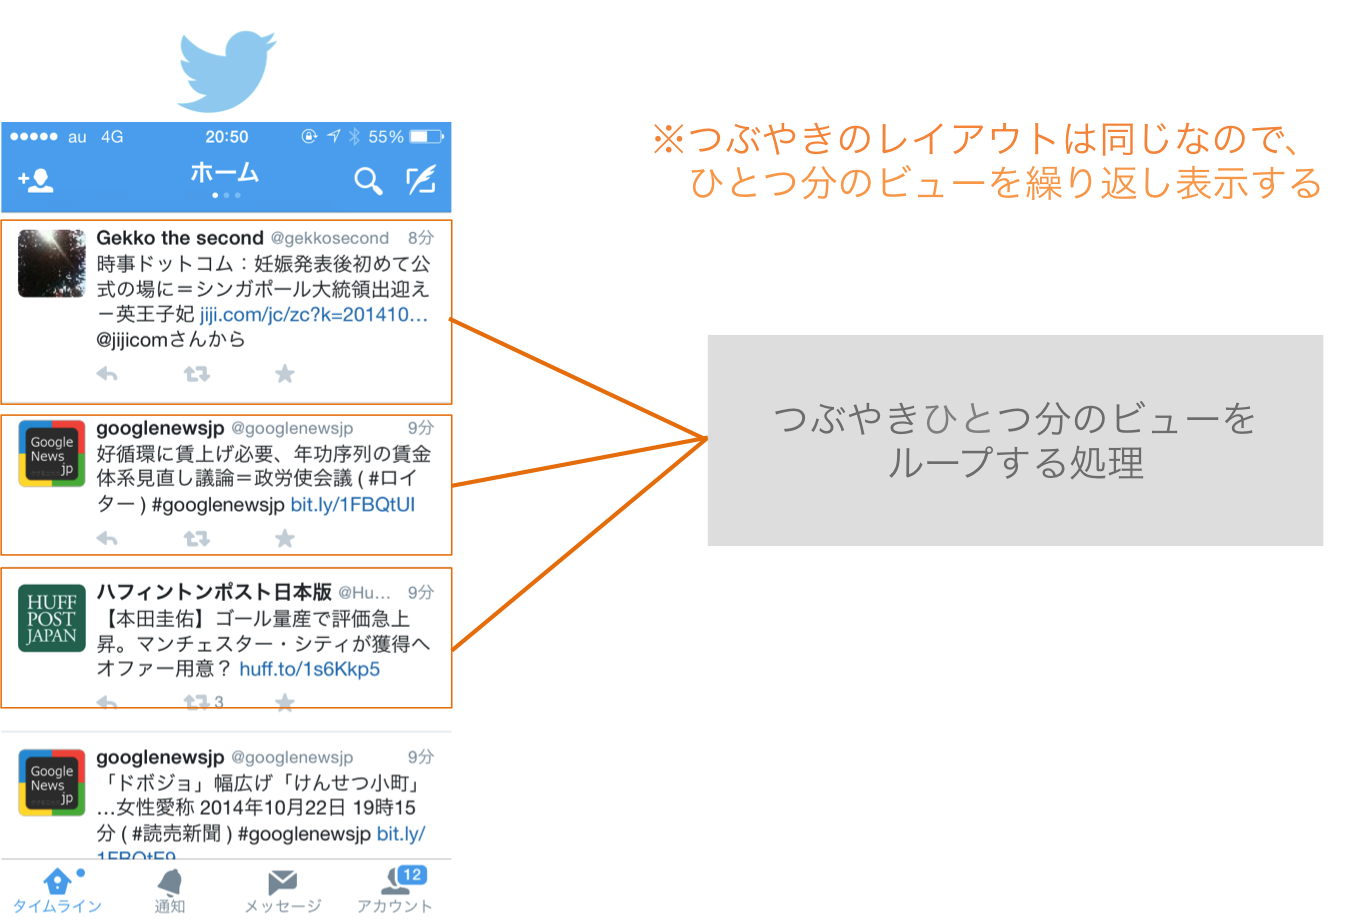 au 4G 20:50 55%
ホーム
※つぶやきのレイアウトは同じなので、
ひとつ分のビューを繰り返し表示する
Gekko the second @gekkosecond 8分
時事ドットコム：妊娠発表後初めて公
式の場に＝シンガポール大統領出迎え
－英王子妃 jiji.com/jc/zc?k=201410...
@jijicomさんから
つぶやきひとつ分のビューを
ループする処理
Google
News
jp
googlenewsjp @googlenewsjp 9分
好循環に賃上げ必要、年功序列の賃金
体系見直し議論＝政労使会議 ( #ロイ
ター ) #googlenewsjp bit.ly/1FBQtUI
HUFF
POST
JAPAN
ハフィントンポスト日本版 @Hu... 9分
【本田圭佑】ゴール量産で評価急上
昇。マンチェスター・シティが獲得へ
オファー用意？ huff.to/1s6Kkp5
3
Google
News
jp
googlenewsjp @googlenewsjp 9分
「ドボジョ」幅広げ「けんせつ小町」
...女性愛称 2014年10月22日 19時15
分 ( #読売新聞 ) #googlenewsjp bit.ly/
12
タイムライン 通知 メッセージ アカウント